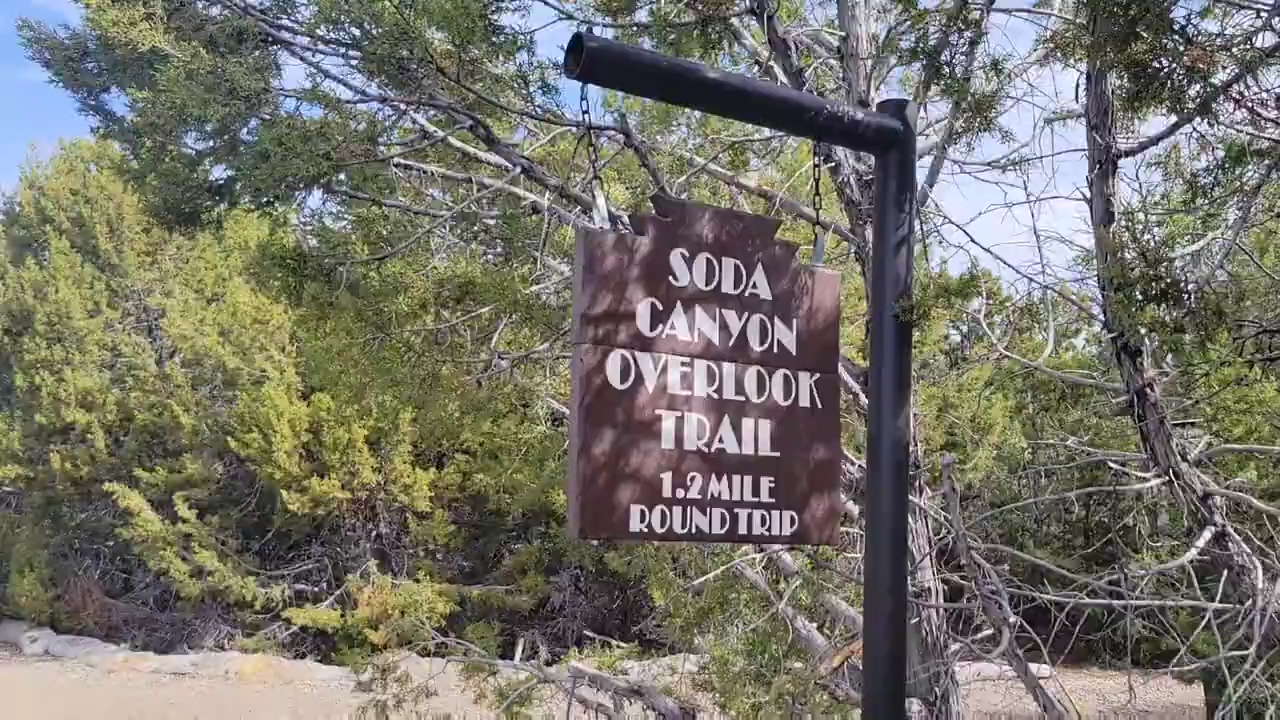 SODA
CANYON
OVERLOOK
TRAIL
1.2 MILE
ROUND TRIP